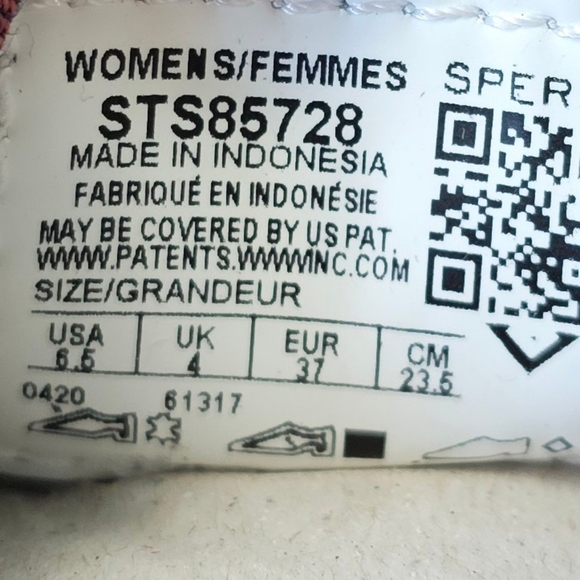 WOMENS/FEMMES
SPER
STS85728
MADE IN INDONESIA
FABRIQUÉ EN INDONÉSIE
MAY BE COVERED BY US PAT.
WWW.PATENTS.WWWINC.COM
SIZE/GRANDEUR
USA UK EUR CM
6.5 4 37 23.5
0420 61317